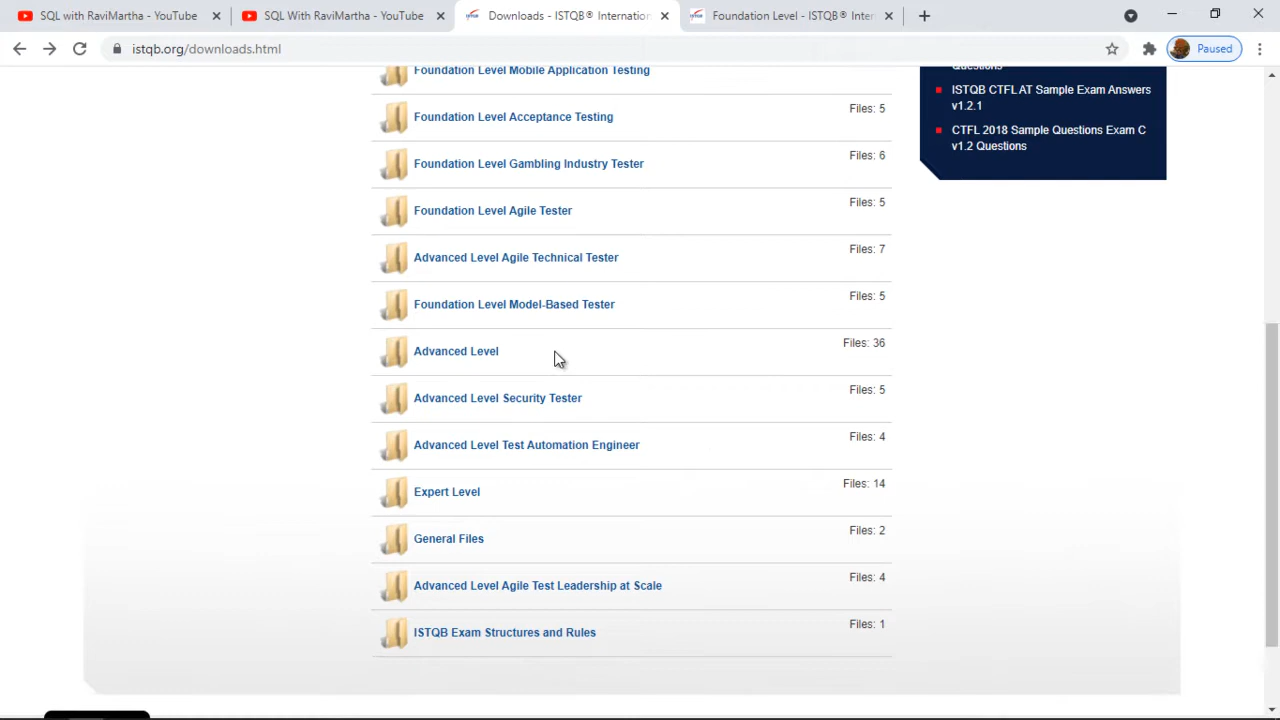 SQL with RaviMartha - YouTube
SQL With RaviMartha - YouTube
Downloads - ISTQB® Internation
Foundation Level - ISTQB® Inter
istqb.org/downloads.html
Paused
Foundation Level Mobile Application Testing
Foundation Level Acceptance Testing
Files: 5
Foundation Level Gambling Industry Tester
Files: 6
Foundation Level Agile Tester
Files: 5
Advanced Level Agile Technical Tester
Files: 7
Foundation Level Model-Based Tester
Files: 5
Advanced Level
Files: 36
Advanced Level Security Tester
Files: 5
Advanced Level Test Automation Engineer
Files: 4
Expert Level
Files: 14
General Files
Files: 2
Advanced Level Agile Test Leadership at Scale
Files: 4
ISTQB Exam Structures and Rules
Files: 1
Questions
ISTQB CTFL AT Sample Exam Answers
v1.2.1
CTFL 2018 Sample Questions Exam C
v1.2 Questions